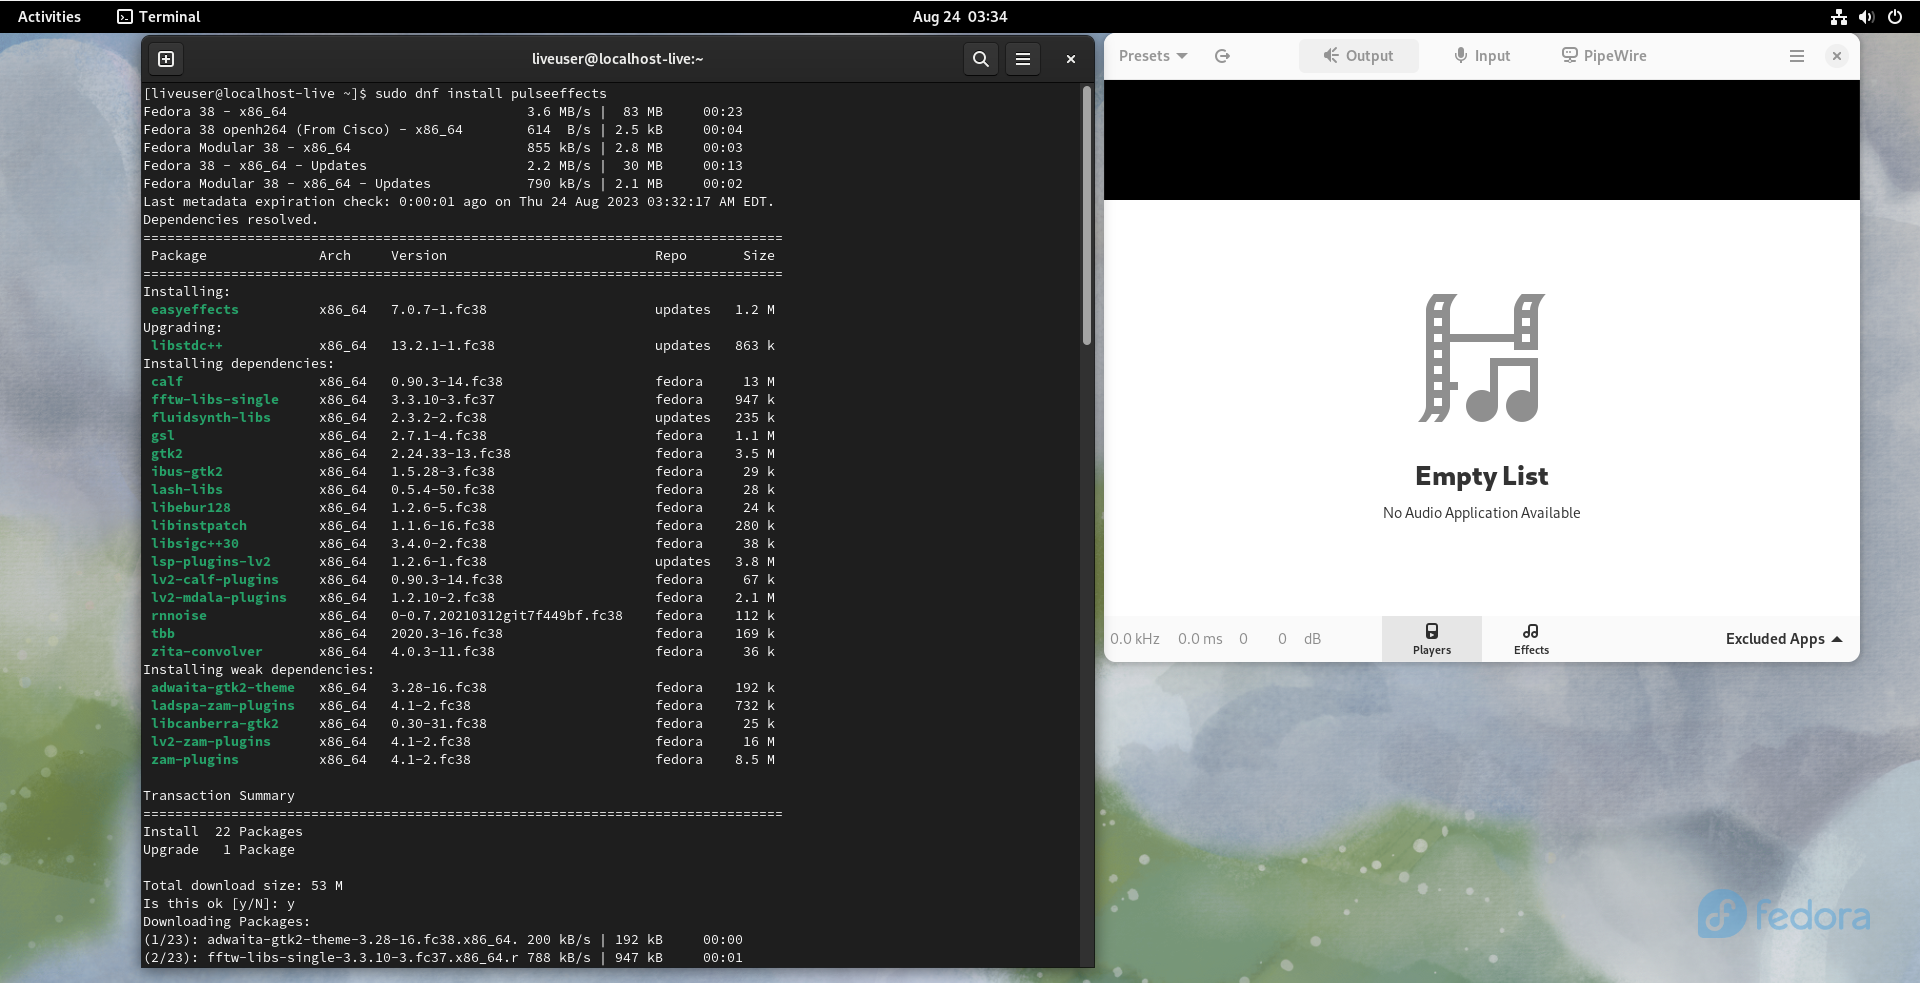 Activities Terminal Aug 24 03:34
liveuser@localhost-live:~
[liveuser@localhost-live ~]$ sudo dnf install pulseeffects
Fedora 38 - x86_64 3.6 MB/s | 83 MB 00:23
Fedora 38 openh264 (From Cisco) - x86_64 614 B/s | 2.5 kB 00:04
Fedora Modular 38 - x86_64 855 kB/s | 2.8 MB 00:03
Fedora 38 - x86_64 - Updates 2.2 MB/s | 30 MB 00:13
Fedora Modular 38 - x86_64 - Updates 790 kB/s | 2.1 MB 00:02
Last metadata expiration check: 0:00:01 ago on Thu 24 Aug 2023 03:32:17 AM EDT.
Dependencies resolved.
================================================================================
Package Arch Version Repo Size
================================================================================
Installing:
easyeffects x86_64 7.0.7-1.fc38 updates 1.2 M
Upgrading:
libstdc++ x86_64 13.2.1-1.fc38 updates 863 k
Installing dependencies:
calf x86_64 0.90.3-14.fc38 fedora 13 M
fftw-libs-single x86_64 3.3.10-3.fc37 fedora 947 k
fluidsynth-libs x86_64 2.3.2-2.fc38 updates 235 k
gsl x86_64 2.7.1-4.fc38 fedora 1.1 M
gtk2 x86_64 2.24.33-13.fc38 fedora 3.5 M
ibus-gtk2 x86_64 1.5.28-3.fc38 fedora 29 k
lash-libs x86_64 0.5.4-50.fc38 fedora 28 k
libebur128 x86_64 1.2.6-5.fc38 fedora 24 k
libinstpatch x86_64 1.1.6-16.fc38 fedora 280 k
libsigc++30 x86_64 3.4.0-2.fc38 fedora 38 k
lsp-plugins-lv2 x86_64 1.2.6-1.fc38 updates 3.8 M
lv2-calf-plugins x86_64 0.90.3-14.fc38 fedora 67 k
lv2-mdala-plugins x86_64 1.2.10-2.fc38 fedora 2.1 M
rnnoise x86_64 0-0.7.20210312git7f449bf.fc38 fedora 112 k
tbb x86_64 2020.3-16.fc38 fedora 169 k
zita-convolver x86_64 4.0.3-11.fc38 fedora 36 k
Installing weak dependencies:
adwaita-gtk2-theme x86_64 3.28-16.fc38 fedora 192 k
ladspa-zam-plugins x86_64 4.1-2.fc38 fedora 732 k
libcanberra-gtk2 x86_64 0.30-31.fc38 fedora 25 k
lv2-zam-plugins x86_64 4.1-2.fc38 fedora 16 M
zam-plugins x86_64 4.1-2.fc38 fedora 8.5 M
Transaction Summary
================================================================================
Install 22 Packages
Upgrade 1 Package
Total download size: 53 M
Is this ok [y/N]: y
Downloading Packages:
(1/23): adwaita-gtk2-theme-3.28-16.fc38.x86_64. 200 kB/s | 192 kB 00:00
(2/23): fftw-libs-single-3.3.10-3.fc37.x86_64.r 788 kB/s | 947 kB 00:01
Presets Output Input PipeWire
Empty List
No Audio Application Available
0.0 kHz 0.0 ms 0 0 dB Players Effects Excluded Apps
fedora